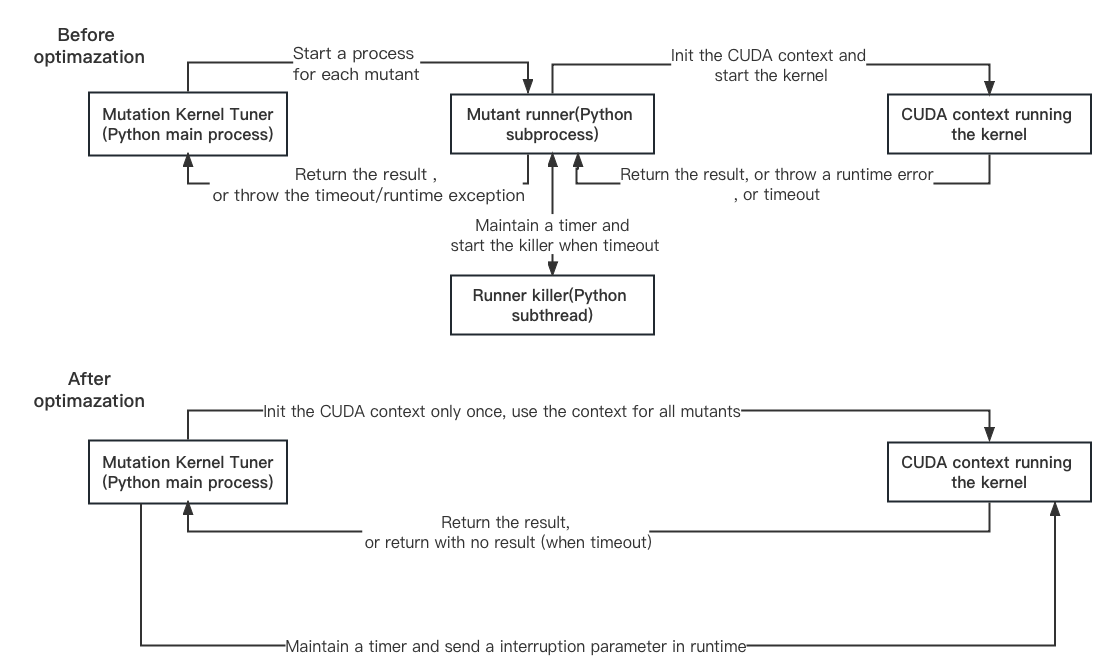 Before
optimazation
Start a process
for each mutant
Init the CUDA context and
start the kernel
Mutation Kernel Tuner
(Python main process)
Mutant runner(Python
subprocess)
CUDA context running
the kernel
Return the result ,
or throw the timeout/runtime exception
Return the result, or throw a runtime error
, or timeout
Maintain a timer and
start the killer when timeout
Runner killer(Python
subthread)
After
optimazation
Init the CUDA context only once, use the context for all mutants
Mutation Kernel Tuner
(Python main process)
CUDA context running
the kernel
Return the result,
or return with no result (when timeout)
Maintain a timer and send a interruption parameter in runtime